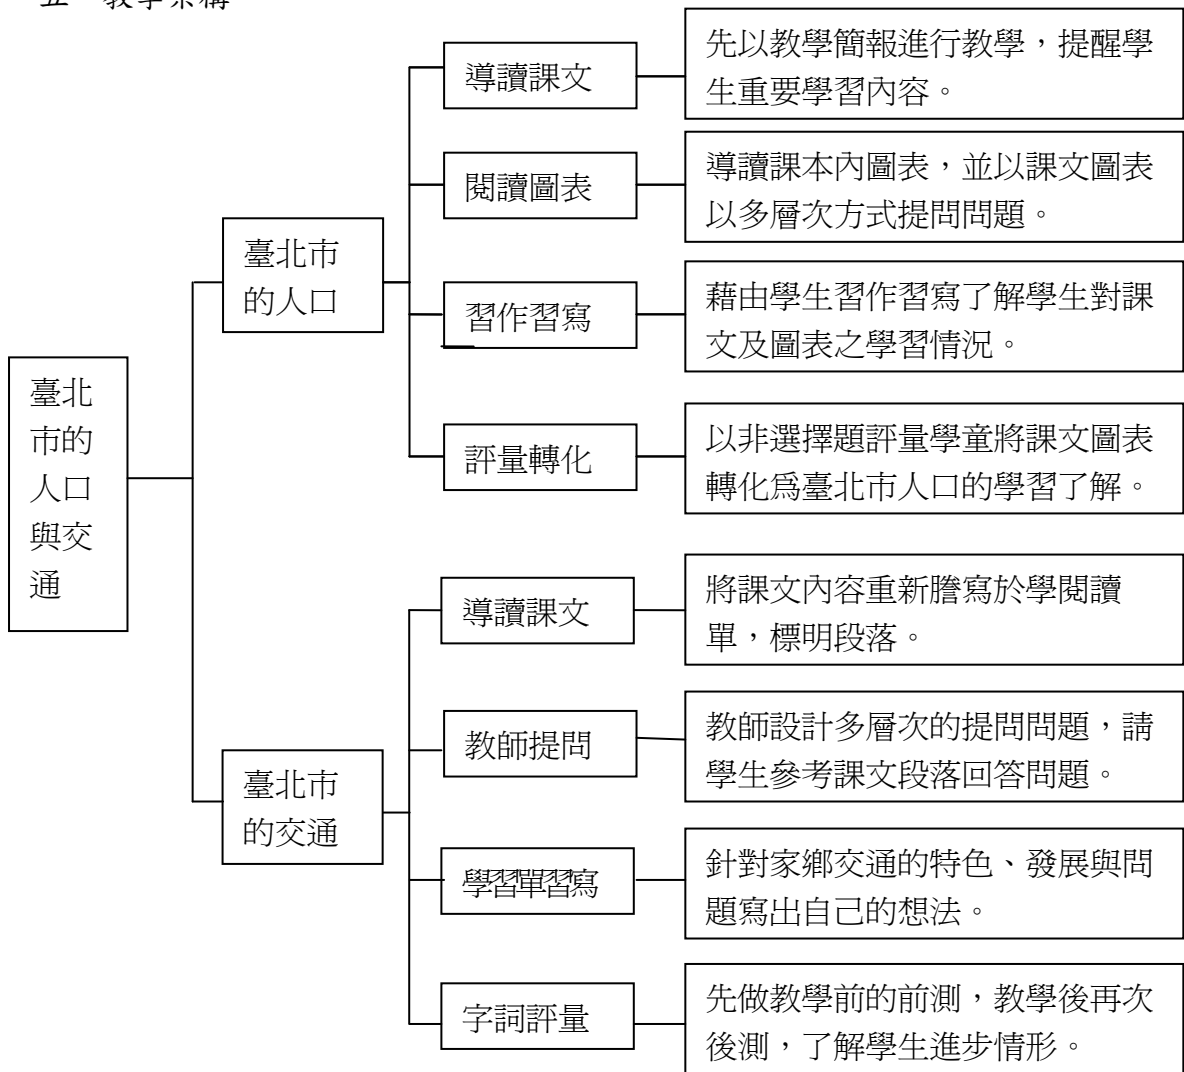 五 教學架構
臺北
市的
人口
與交
通
臺北市
的人口
導讀課文
先以教學簡報進行教學，提醒學
生重要學習內容。
閱讀圖表
導讀課本內圖表，並以課文圖表
以多層次方式提問問題。
習作習寫
藉由學生習作習寫了解學生對課
文及圖表之學習情況。
評量轉化
以非選擇題評量學童將課文圖表
轉化為臺北市人口的學習了解。
臺北市
的交通
導讀課文
將課文內容重新謄寫於學閱讀
單，標明段落。
教師提問
教師設計多層次的提問問題，請
學生參考課文段落回答問題。
學習單習寫
針對家鄉交通的特色、發展與問
題寫出自己的想法。
字詞評量
先做教學前的前測，教學後再次
後測，了解學生進步情形。